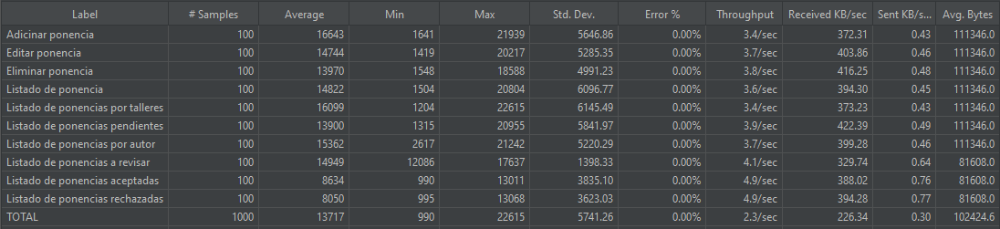 Label # Samples Average Min Max Std. Dev. Error % Throughput Received KB/sec Sent KB/s... Avg. Bytes
Adicinar ponencia 100 16643 1641 21939 5646.86 0.00% 3.4/sec 372.31 0.43 111346.0
Editar ponencia 100 14744 1419 20217 5285.35 0.00% 3.7/sec 403.86 0.46 111346.0
Eliminar ponencia 100 13970 1548 18588 4991.23 0.00% 3.8/sec 416.25 0.48 111346.0
Listado de ponencia 100 14822 1504 20804 6096.77 0.00% 3.6/sec 394.30 0.45 111346.0
Listado de ponencias por talleres 100 16099 1204 22615 6145.49 0.00% 3.4/sec 373.23 0.43 111346.0
Listado de ponencias pendientes 100 13900 1315 20955 5841.97 0.00% 3.9/sec 422.39 0.49 111346.0
Listado de ponencias por autor 100 15362 2617 21242 5220.29 0.00% 3.7/sec 399.28 0.46 111346.0
Listado de ponencias a revisar 100 14949 12086 17637 1398.33 0.00% 4.1/sec 329.74 0.64 81608.0
Listado de ponencias aceptadas 100 8634 990 13011 3835.10 0.00% 4.9/sec 388.02 0.76 81608.0
Listado de ponencias rechazadas 100 8050 995 13068 3623.03 0.00% 4.9/sec 394.28 0.77 81608.0
TOTAL 1000 13717 990 22615 5741.26 0.00% 2.3/sec 226.34 0.30 102424.6